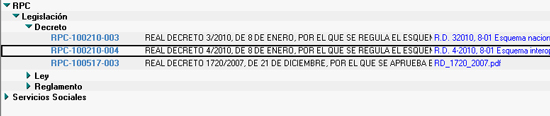 RPC
Legislación
Decreto
RPC-100210-003 REAL DECRETO 3/2010, DE 8 DE ENERO, POR EL QUE SE REGULA EL ESQUEM R.D. 32010, 8-01 Esquema nacion
RPC-100210-004 REAL DECRETO 4/2010, DE 8 DE ENERO, POR EL QUE SE REGULA EL ESQUEM R.D. 4-2010, 8-01 Esquema interop
RPC-100517-003 REAL DECRETO 1720/2007, DE 21 DE DICIEMBRE, POR EL QUE SE APRUEBA E RD_1720_2007.pdf
Ley
Reglamento
Servicios Sociales